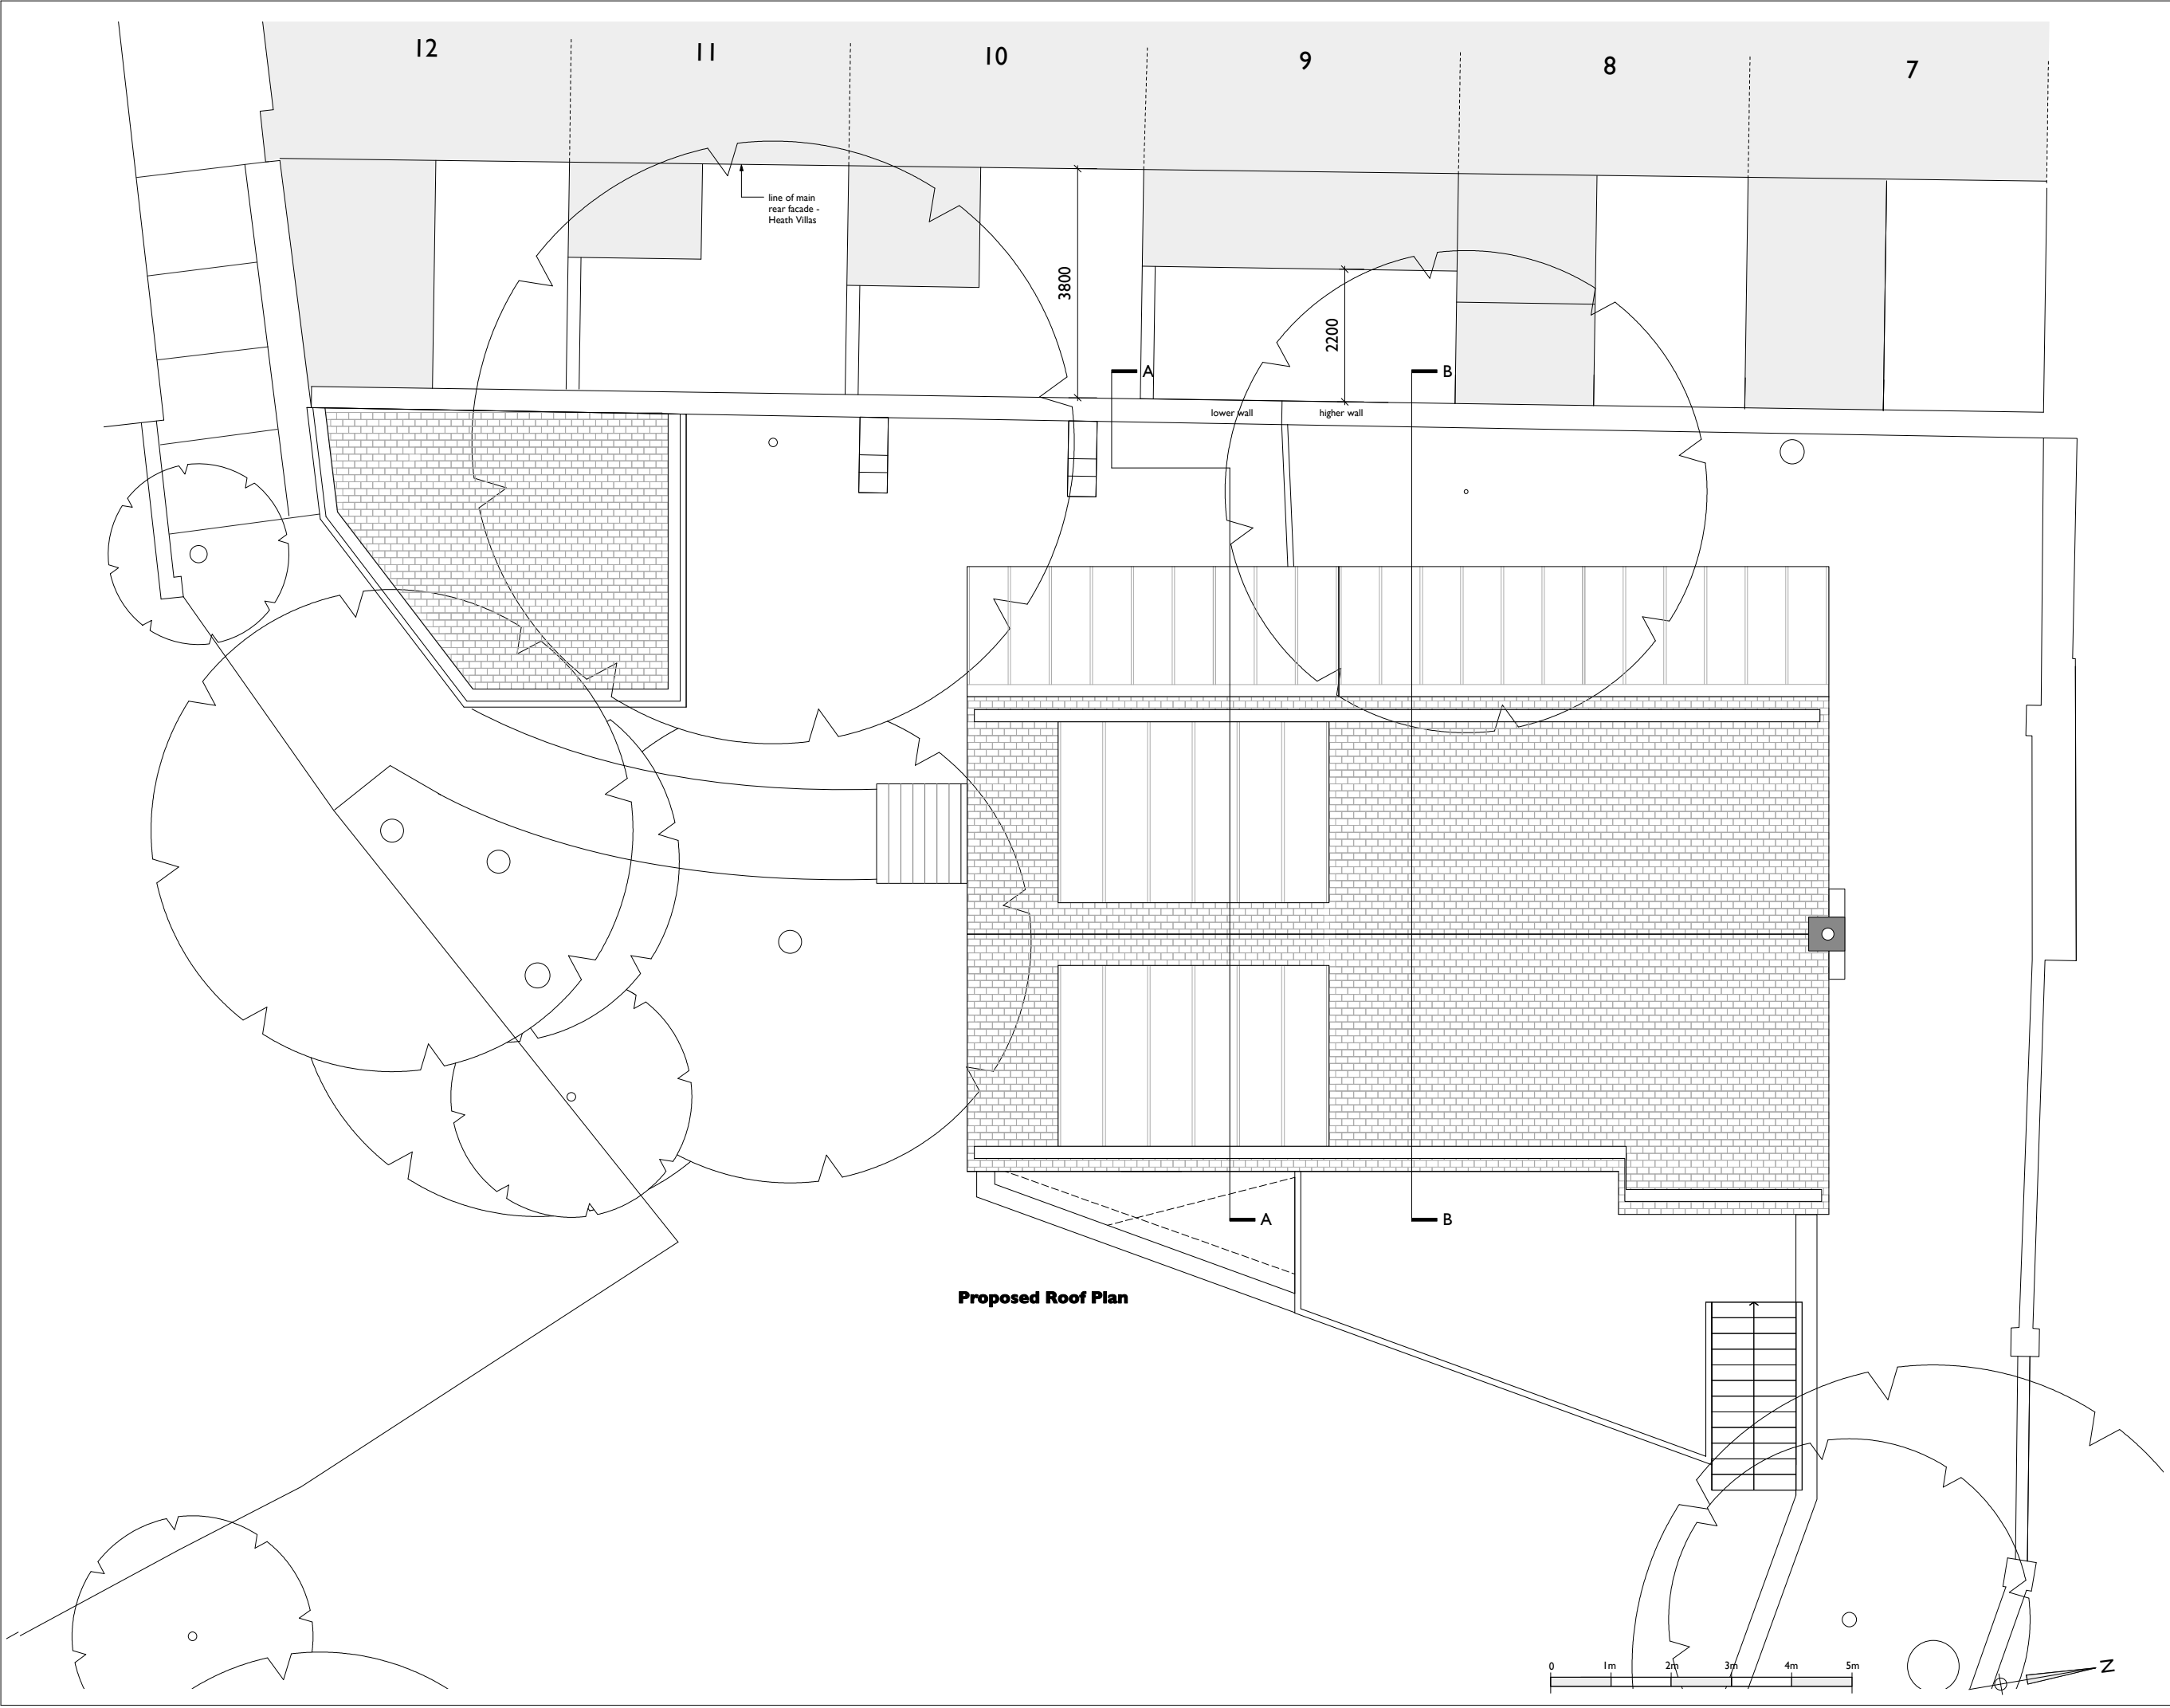 12
11
10
9
8
7
line of main
rear facade -
Heath Villas
3800
2200
A
B
lower wall
higher wall
A
B
Proposed Roof Plan
0 1m 2m 3m 4m 5m
N